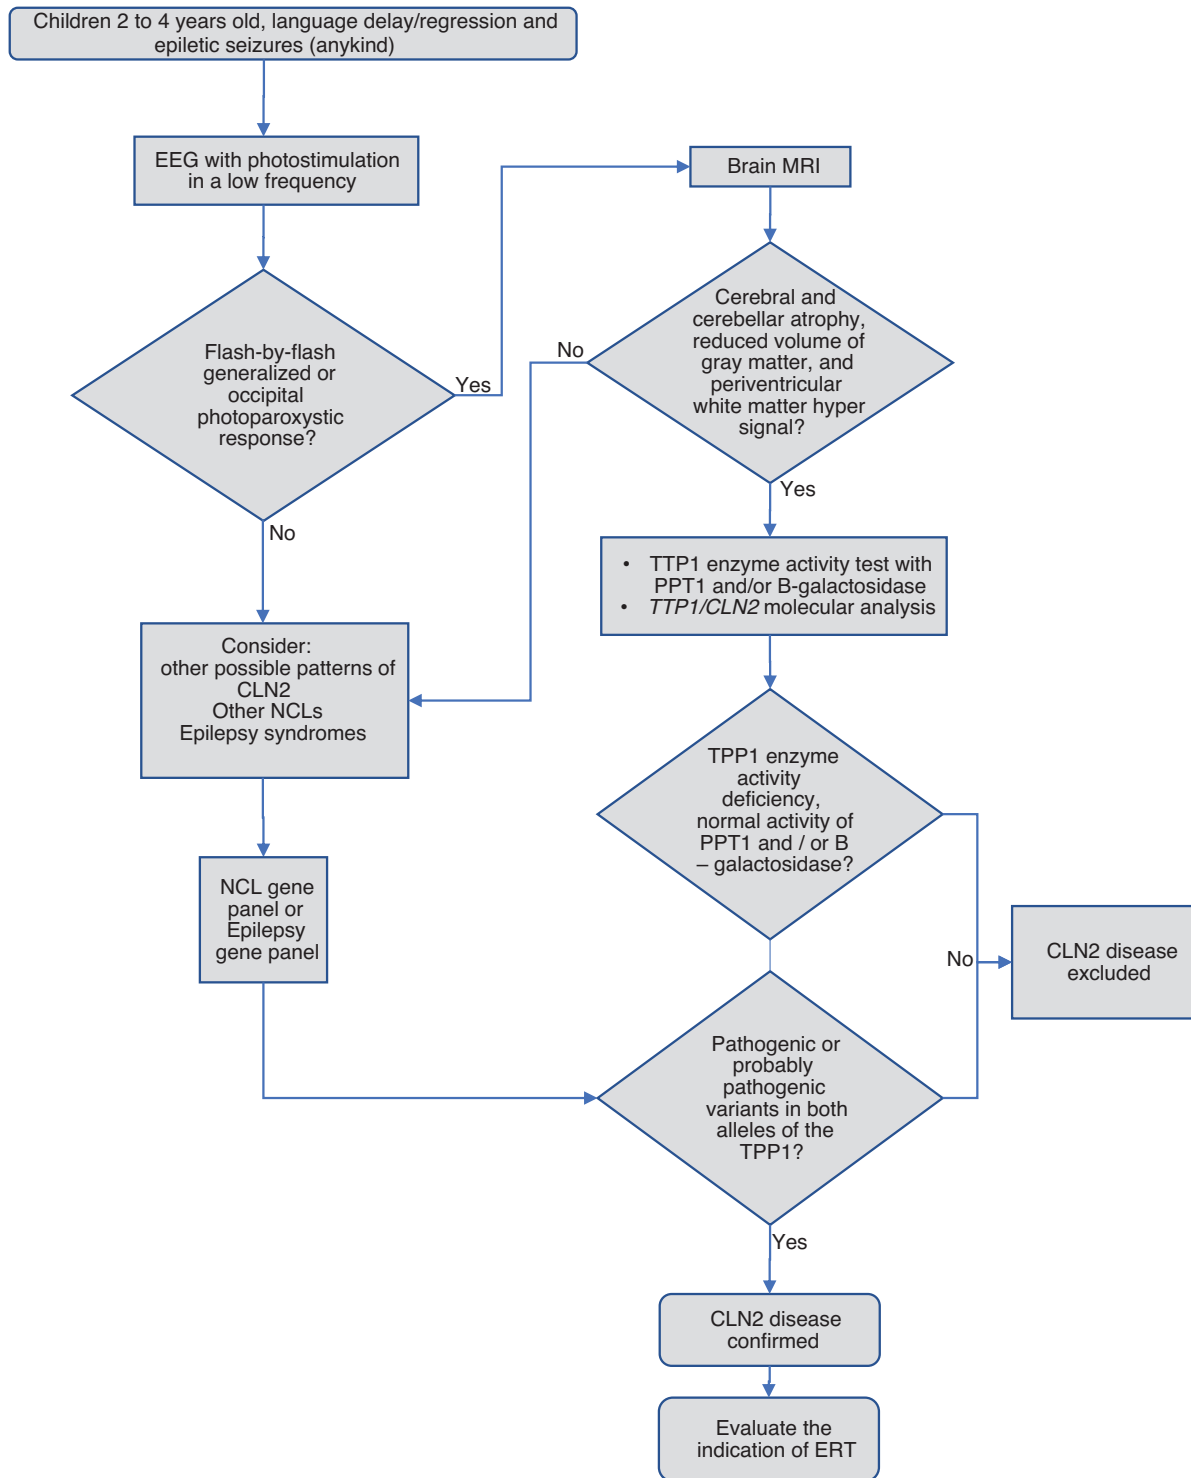 Children 2 to 4 years old, language delay/regression and
epiletic seizures (anykind)
EEG with photostimulation
in a low frequency
Brain MRI
Flash-by-flash
generalized or
occipital
photoparoxystic
response?
Yes
No
Cerebral and
cerebellar atrophy,
reduced volume of
gray matter, and
periventricular
white matter hyper
signal?
No
Yes
• TTP1 enzyme activity test with
PPT1 and/or B-galactosidase
• TTP1/CLN2 molecular analysis
Consider:
other possible patterns of
CLN2
Other NCLs
Epilepsy syndromes
TPP1 enzyme
activity
deficiency,
normal activity of
PPT1 and / or B
– galactosidase?
NCL gene
panel or
Epilepsy
gene panel
No
CLN2 disease
excluded
Pathogenic or
probably
pathogenic
variants in both
alleles of the
TPP1?
Yes
CLN2 disease
confirmed
Evaluate the
indication of ERT